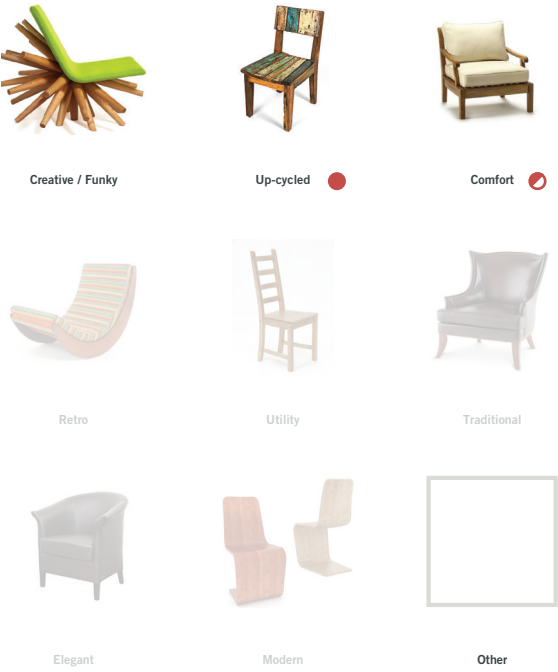 Creative / Funky
Up-cycled
Comfort
Retro
Utility
Traditional
Elegant
Modern
Other